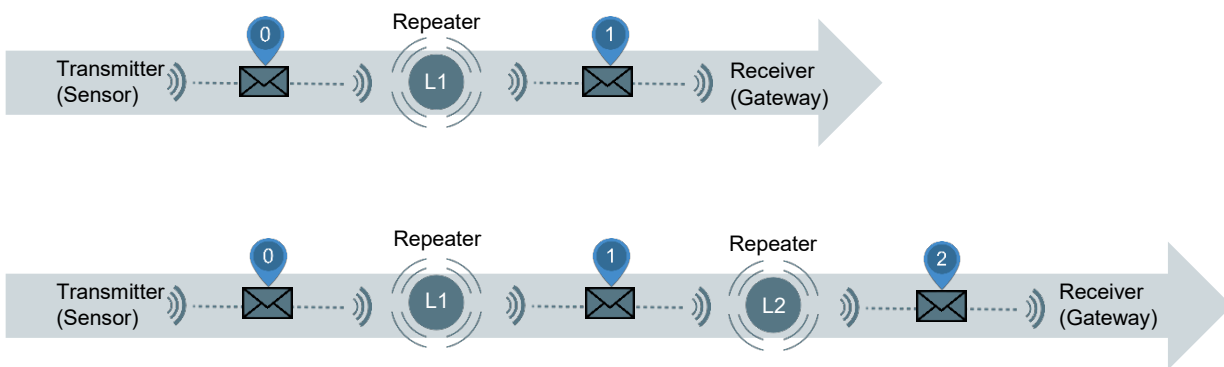 Repeater
0
1
Transmitter
(Sensor)
L1
Receiver
(Gateway)
Repeater
Repeater
0
1
2
Transmitter
(Sensor)
L1
L2
Receiver
(Gateway)